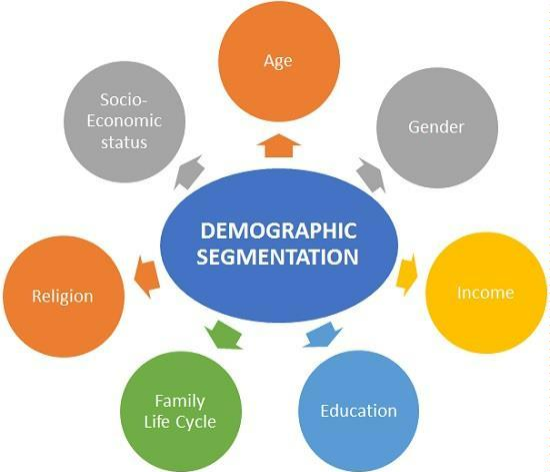 Age
Socio-
Economic
status
Gender
DEMOGRAPHIC
SEGMENTATION
Religion
Income
Family
Life Cycle
Education